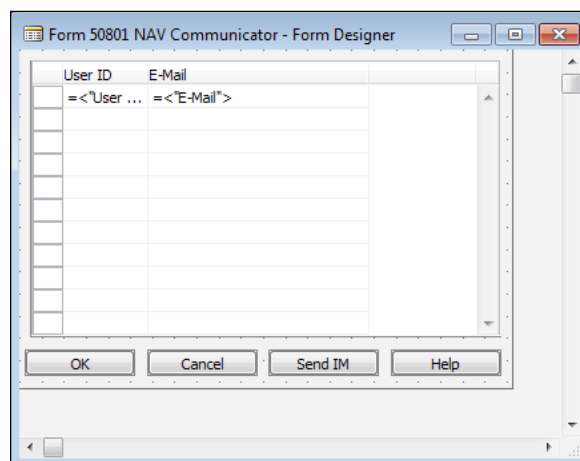 Form 50801 NAV Communicator - Form Designer
User ID E-Mail
=<"User ... =<"E-Mail">
OK Cancel Send IM Help